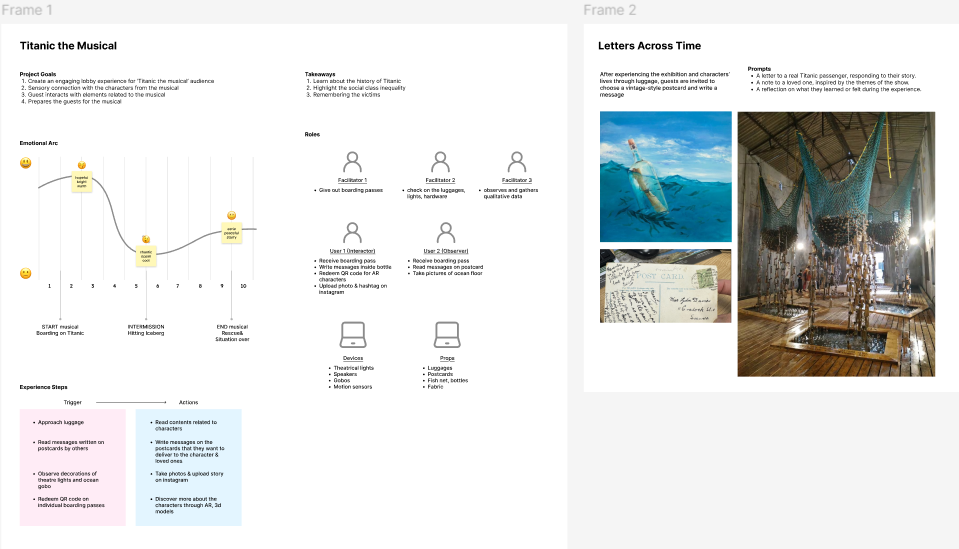 Frame 1
Titanic the Musical
Project Goals
1. Create an engaging lobby experience for 'Titanic the musical' audience
2. Sensory connection with the characters from the musical
3. Guest interacts with elements related to the musical
4. Prepares the guests for the musical
Takeaways
1. Learn about the history of Titanic
2. Highlight the social class inequality
3. Remembering the victims
Emotional Arc
1 2 3 4 5 6 7 8 9 10
START musical
Boarding on Titanic
INTERMISSION
Hitting Iceberg
END musical
Rescue&
Situation over
Roles
Facilitator 1
• Give out boarding passes
Facilitator 2
• check on the luggages,
lights, hardware
Facilitator 3
• observes and gathers
qualitative data
User 1 (Interactor)
• Receive boarding pass
• Write messages inside bottle
• Redeem QR code for AR
characters
• Upload photo & hashtag on
instagram
User 2 (Observer)
• Receive boarding pass
• Read messages on postcard
• Take pictures of ocean floor
Devices
• Theatrical lights
• Speakers
• Gobos
• Motion sensors
Props
• Luggages
• Postcards
• Fish net, bottles
• Fabric
Experience Steps
Trigger
Actions
• Approach luggage
• Read messages written on
postcards by others
• Observe decorations of
theatre lights and ocean
gobo
• Redeem QR code on
individual boarding passes
• Read contents related to
characters
• Write messages on the
postcards that they want to
deliver to the character &
loved ones
• Take photos & upload story
on instagram
• Discover more about the
characters through AR, 3d
models
Frame 2
Letters Across Time
After experiencing the exhibition and characters'
lives through luggage, guests are invited to
choose a vintage-style postcard and write a
message
Prompts
• A letter to a real Titanic passenger, responding to their story.
• A note to a loved one, inspired by the themes of the show.
• A reflection on what they learned or felt during the experience.
POST CARD